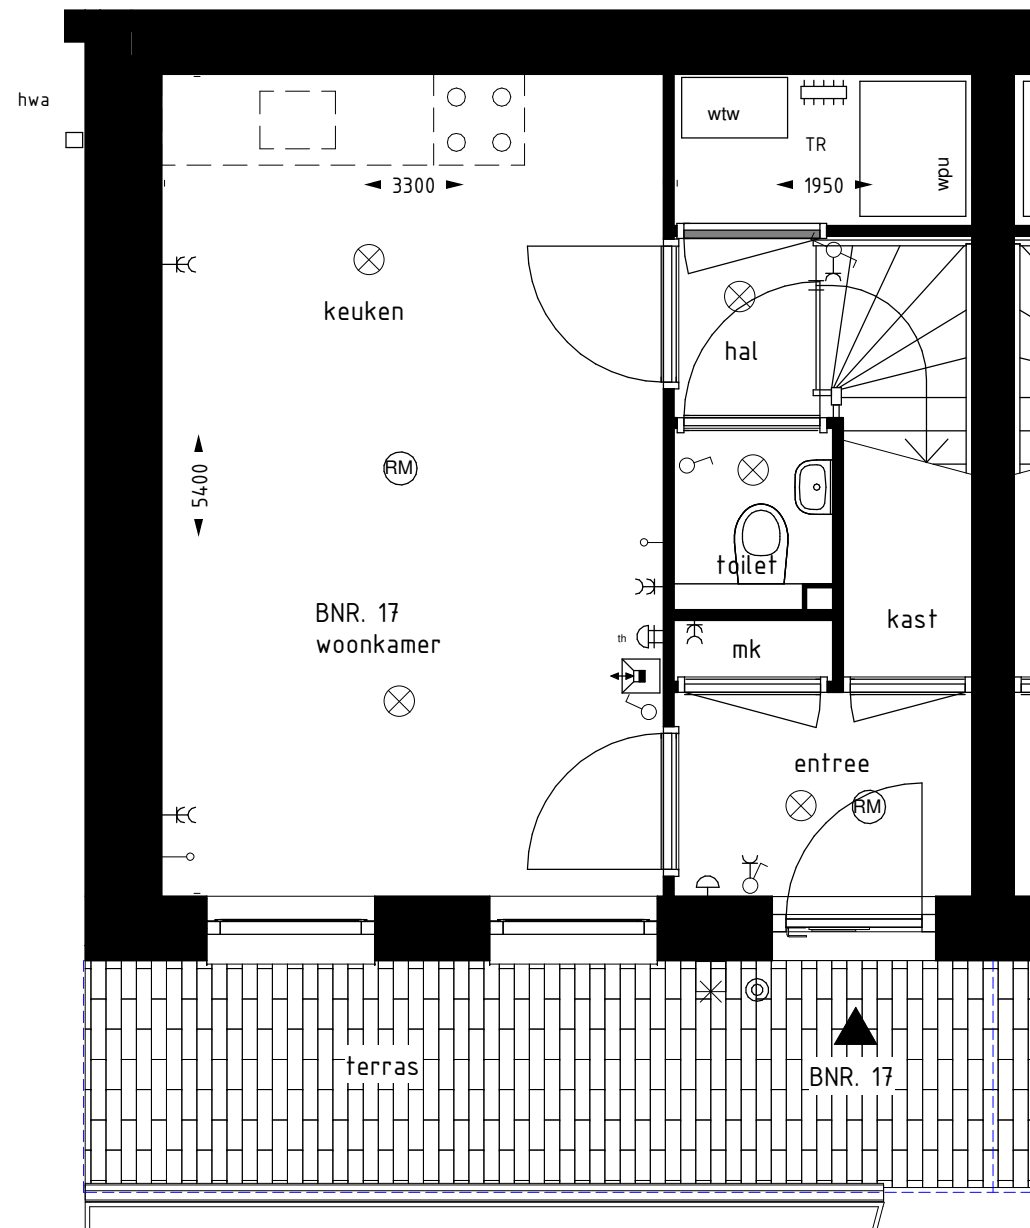 hwa
wtw
TR
wpu
3300
1950
keuken
hal
RM
5400
toilet
BNR. 17
woonkamer
kast
th
mk
entree
RM
terras
BNR. 17